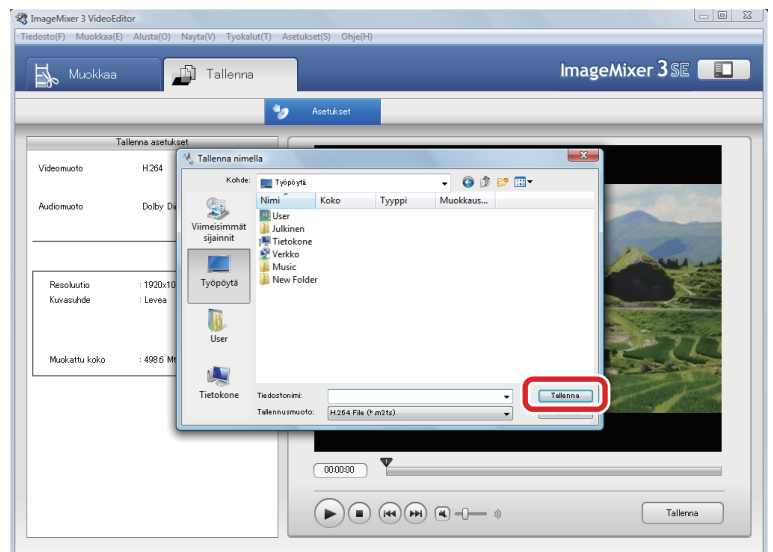 ImageMixer 3 VideoEditor
Tiedosto(F) Muokkaa(E) Alusta(O) Nayta(V) Tyokalut(T) Asetukset(S) Ohje(H)
Muokkaa
Tallenna
ImageMixer 3 SE
Asetukset
Tallenna asetukset
Videomuoto H.264
Audiomuoto Dolby Di
Resoluutio : 1920x10
Kuvasuhde : Levea
Muokattu koko : 498.6 Mt
Tallenna nimella
Kohde: Työpöytä
Viimeisimmät sijainnit
Työpöytä
User
Tietokone
Nimi Koko Tyyppi Muokkaus...
User
Julkinen
Tietokone
Verkko
Music
New Folder
Tiedostonimi:
Tallenna
Tallennusmuoto: H.264 File (*.m2ts)
00:00:00
Tallenna